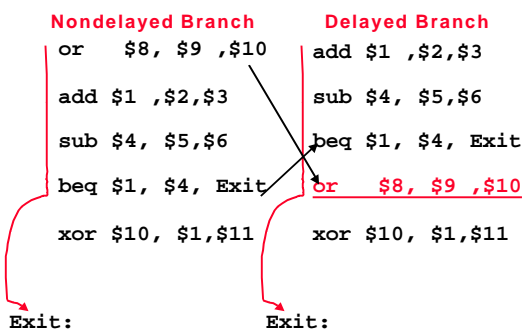 Nondelayed Branch
or $8, $9 ,$10
add $1 ,$2,$3
sub $4, $5,$6
beq $1, $4, Exit
xor $10, $1,$11
Exit:
Delayed Branch
add $1 ,$2,$3
sub $4, $5,$6
beq $1, $4, Exit
or $8, $9 ,$10
xor $10, $1,$11
Exit: